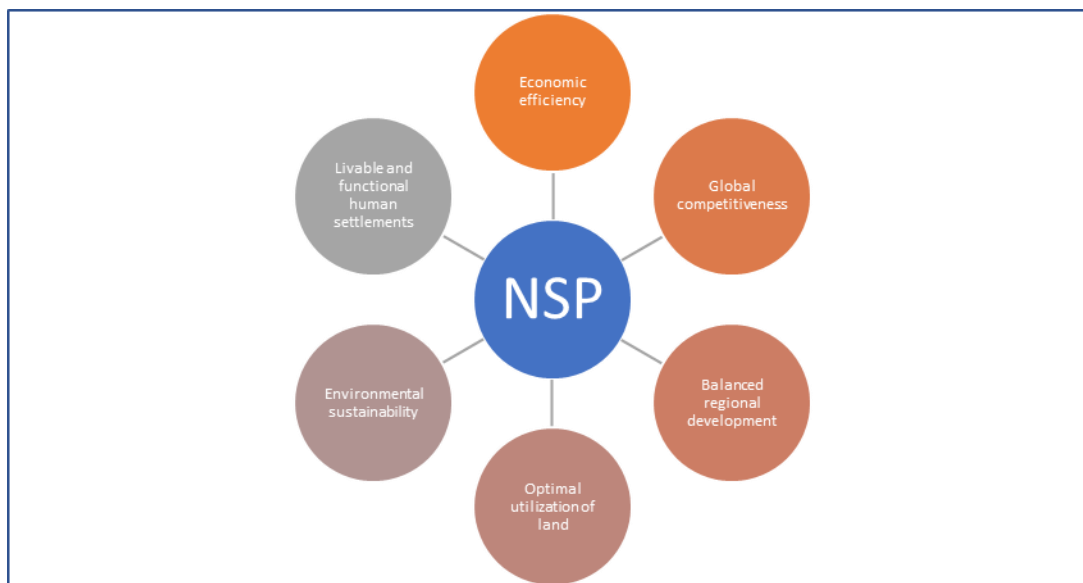 Economic
efficiency
Global
competitiveness
Balanced
regional
development
Optimal
utilization of
land
Environmental
sustainability
Livable and
functional
human
settlements
NSP